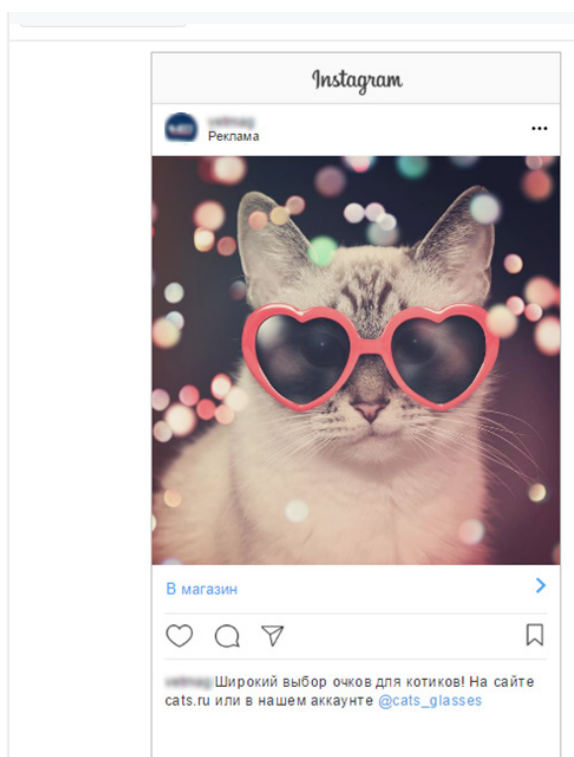 Instagram
Реклама
В магазин
Широкий выбор очков для котиков! На сайте
cats.ru или в нашем аккаунте @cats_glasses